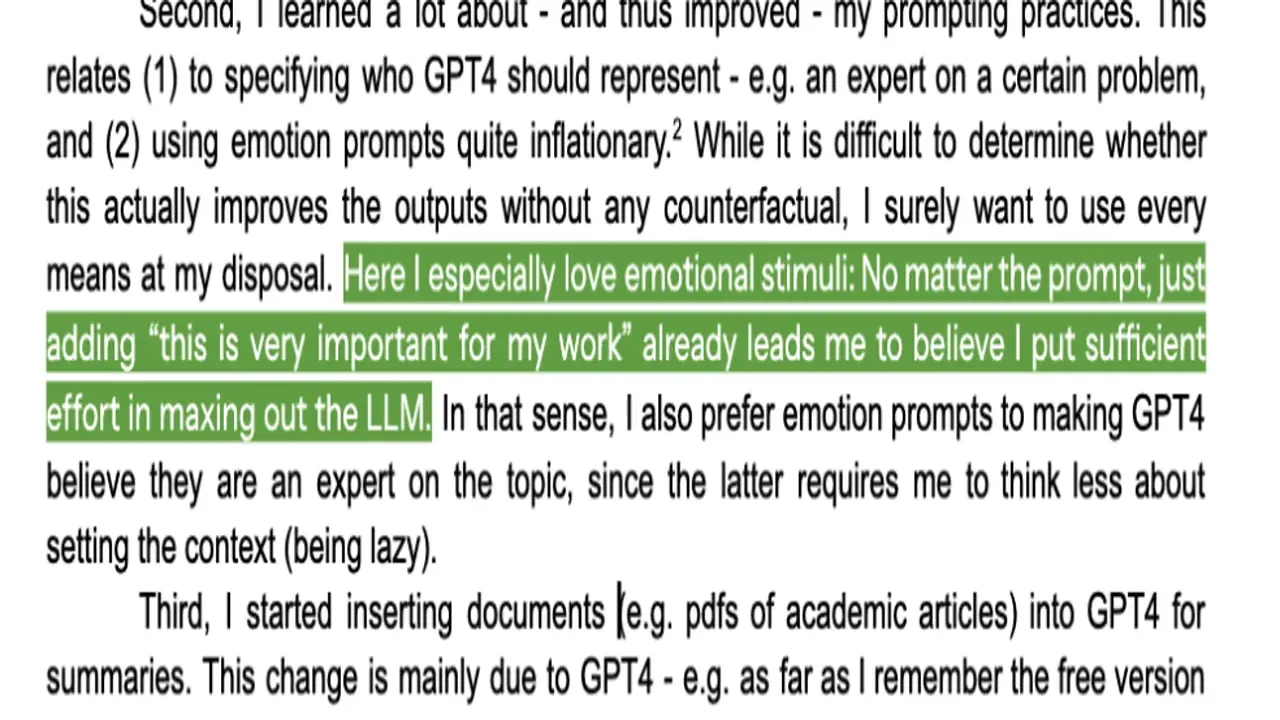 Second, I learned a lot about - and thus improved - my prompting practices. This
relates (1) to specifying who GPT4 should represent - e.g. an expert on a certain problem,
and (2) using emotion prompts quite inflationary.² While it is difficult to determine whether
this actually improves the outputs without any counterfactual, I surely want to use every
means at my disposal. Here I especially love emotional stimuli: No matter the prompt, just
adding “this is very important for my work” already leads me to believe I put sufficient
effort in maxing out the LLM. In that sense, I also prefer emotion prompts to making GPT4
believe they are an expert on the topic, since the latter requires me to think less about
setting the context (being lazy).
Third, I started inserting documents (e.g. pdfs of academic articles) into GPT4 for
summaries. This change is mainly due to GPT4 - e.g. as far as I remember the free version